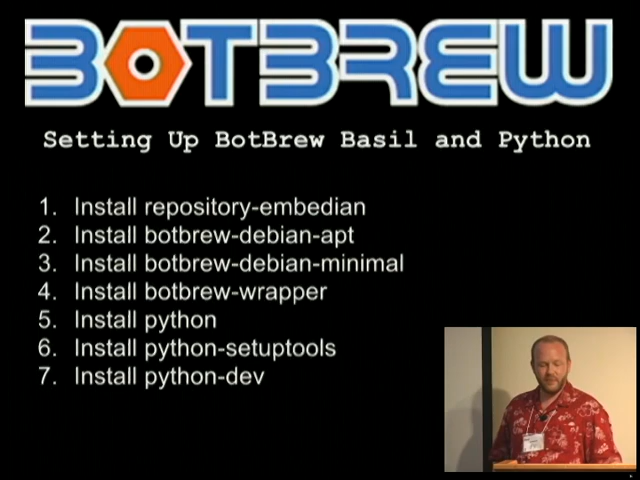 BOTBREW
Setting Up BotBrew Basil and Python
1. Install repository-embedian
2. Install botbrew-debian-apt
3. Install botbrew-debian-minimal
4. Install botbrew-wrapper
5. Install python
6. Install python-setuptools
7. Install python-dev